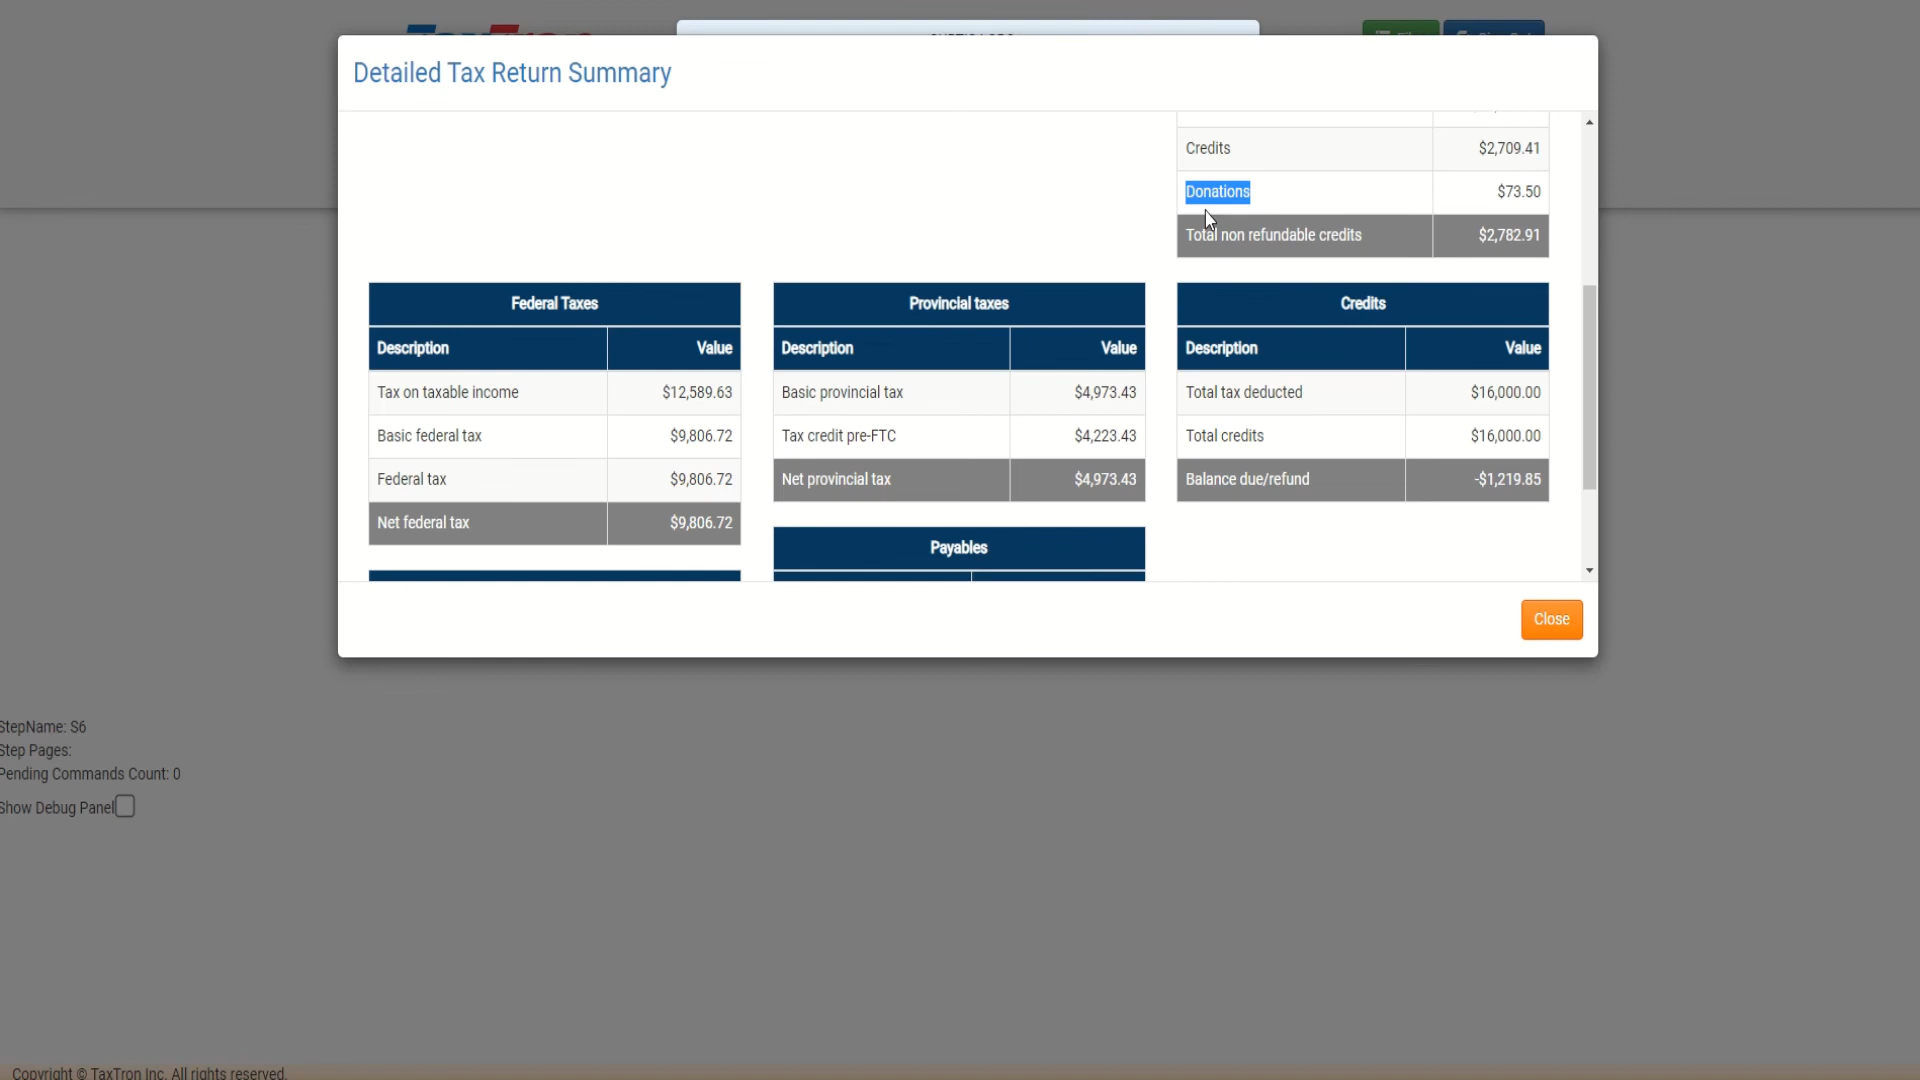 Detailed Tax Return Summary
Credits $2,709.41
Donations $73.50
Total non refundable credits $2,782.91
Federal Taxes
Description Value
Tax on taxable income $12,589.63
Basic federal tax $9,806.72
Federal tax $9,806.72
Net federal tax $9,806.72
Provincial taxes
Description Value
Basic provincial tax $4,973.43
Tax credit pre-FTC $4,223.43
Net provincial tax $4,973.43
Payables
Credits
Description Value
Total tax deducted $16,000.00
Total credits $16,000.00
Balance due/refund -$1,219.85
Close
StepName: S6
Step Pages:
Pending Commands Count: 0
Show Debug Panel
Copyright © TaxTron Inc. All rights reserved.